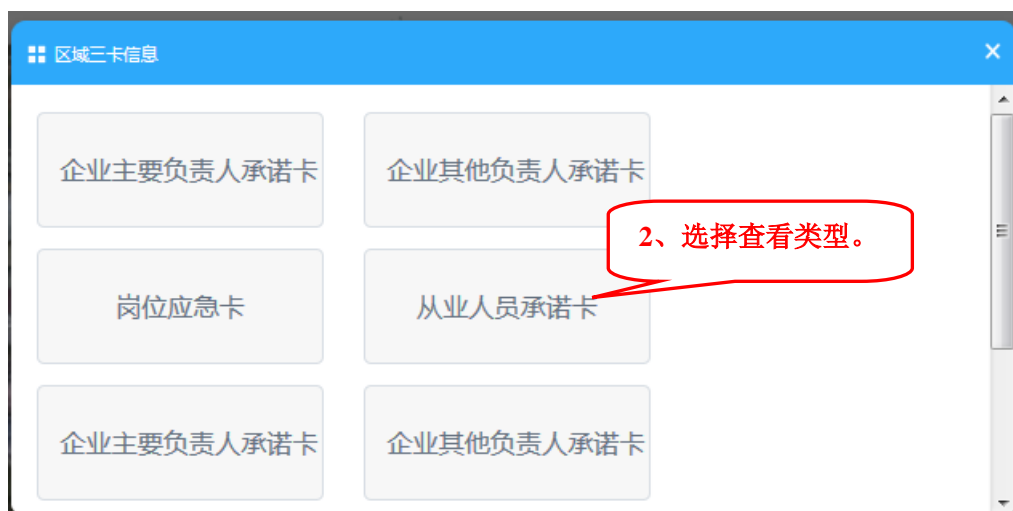 区域三卡信息
企业主要负责人承诺卡
企业其他负责人承诺卡
2、选择查看类型。
岗位应急卡
从业人员承诺卡
企业主要负责人承诺卡
企业其他负责人承诺卡